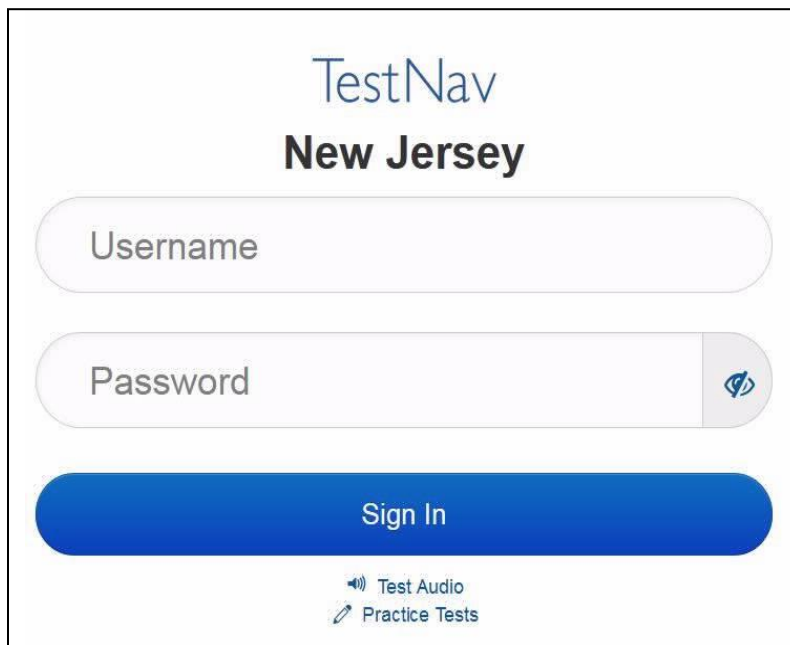 TestNav
New Jersey
Username
Password
Sign In
Test Audio
Practice Tests